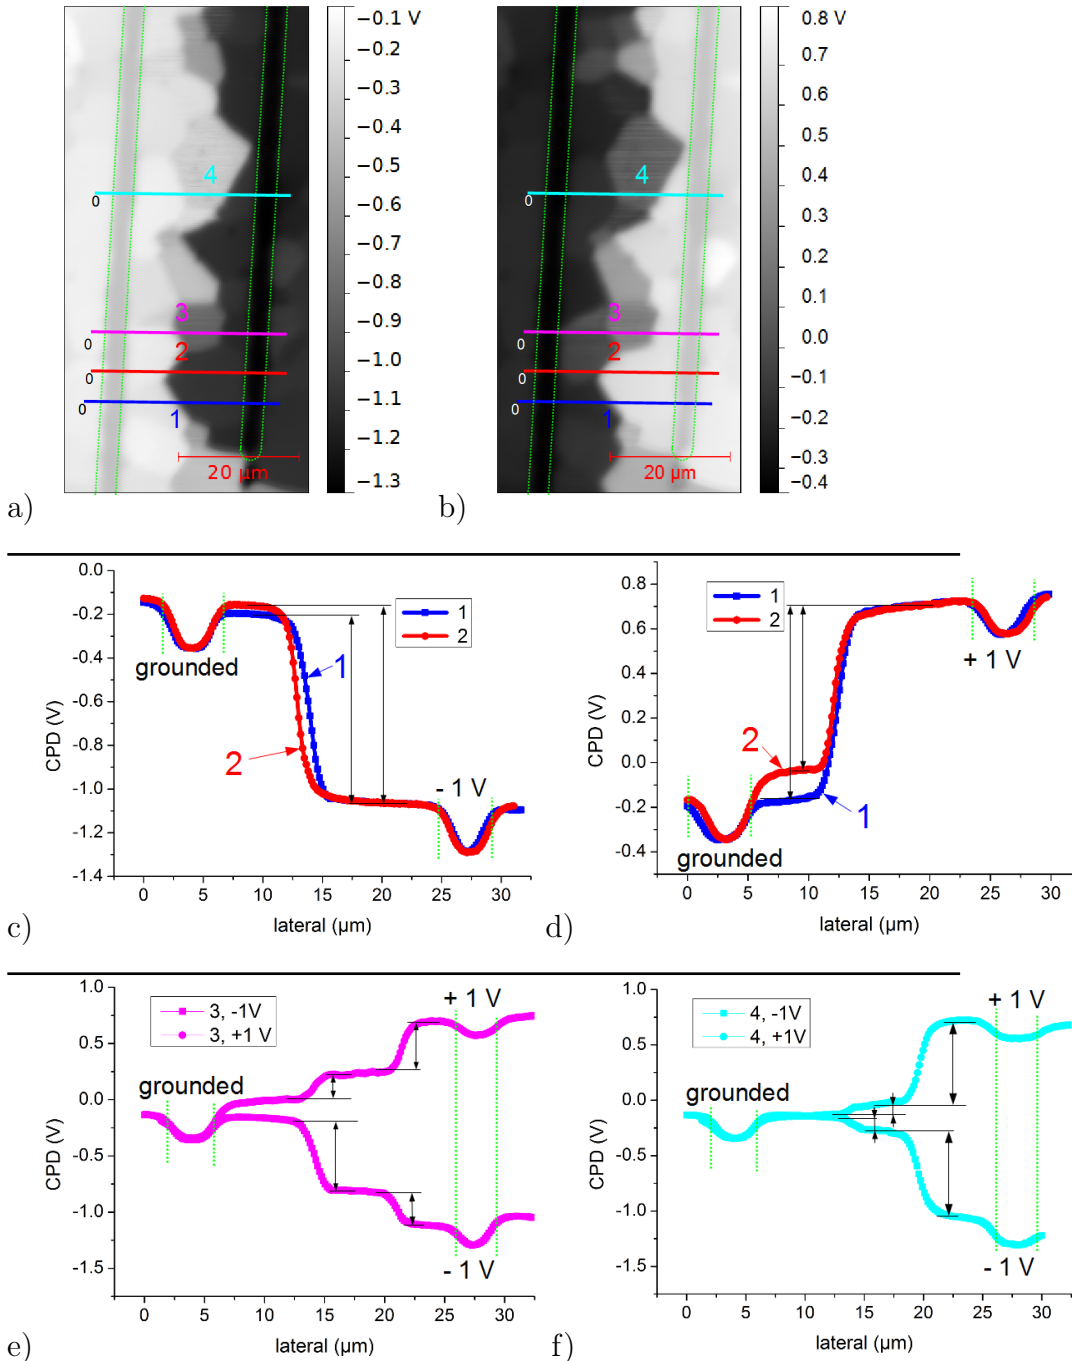 −0.1 V
−0.2
−0.3
−0.4
−0.5
−0.6
−0.7
−0.8
−0.9
−1.0
−1.1
−1.2
−1.3
4
0
3
0
2
0
1
0
20 µm
a)
0.8 V
0.7
0.6
0.5
0.4
0.3
0.2
0.1
0.0
−0.1
−0.2
−0.3
−0.4
4
0
3
0
2
0
1
0
20 µm
b)
0.0
-0.2
-0.4
-0.6
-0.8
-1.0
-1.2
-1.4
CPD (V)
1
2
grounded
1
2
- 1 V
0 5 10 15 20 25 30
lateral (µm)
c)
0.8
0.6
0.4
0.2
0.0
-0.2
-0.4
CPD (V)
1
2
+ 1 V
2
1
grounded
0 5 10 15 20 25 30
lateral (µm)
d)
1.0
0.5
0.0
-0.5
-1.0
-1.5
CPD (V)
3, -1V
3, +1 V
+ 1 V
grounded
- 1 V
0 5 10 15 20 25 30
lateral (µm)
e)
1.0
0.5
0.0
-0.5
-1.0
-1.5
CPD (V)
4, -1V
4, +1V
+ 1 V
grounded
- 1 V
0 5 10 15 20 25 30
lateral (µm)
f)